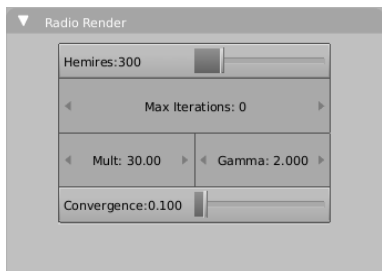 Radio Render
Hemires:300
Max Iterations: 0
Mult: 30.00 Gamma: 2.000
Convergence:0.100